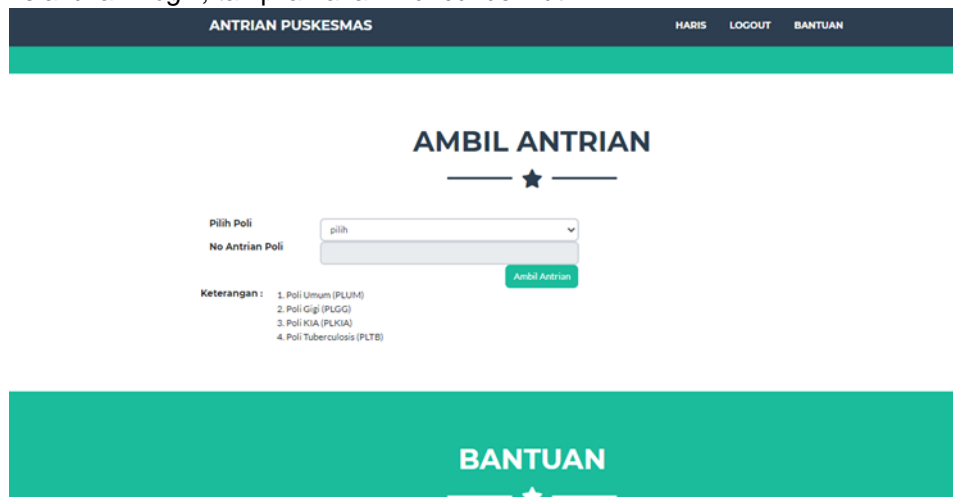 ANTRIAN PUSKESMAS HARIS LOGOUT BANTUAN
AMBIL ANTRIAN
Pilih Poli pilih
No Antrian Poli
Ambil Antrian
Keterangan : 1. Poli Umum (PLUM)
2. Poli Gigi (PLGG)
3. Poli KIA (PLKIA)
4. Poli Tuberculosis (PLTB)
BANTUAN